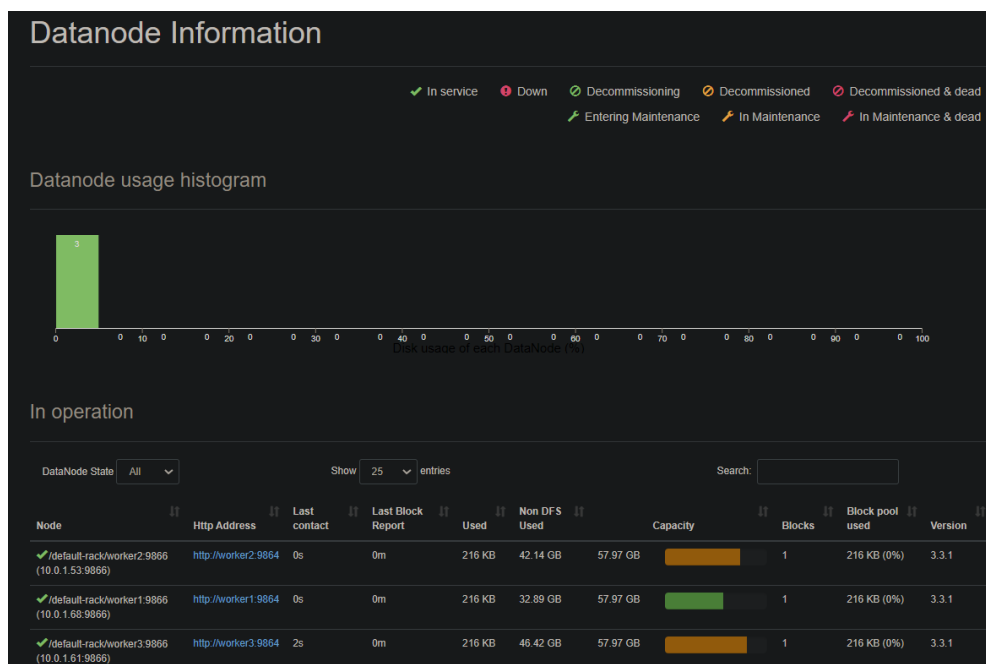 Datanode Information
In service Down Decommissioning Decommissioned Decommissioned & dead
Entering Maintenance In Maintenance In Maintenance & dead
Datanode usage histogram
3
0 0 10 0 0 20 0 0 30 0 0 40 0 0 50 0 0 60 0 0 70 0 0 80 0 0 90 0 0 100
Disk usage of each DataNode (%)
In operation
DataNode State All Show 25 entries Search:
Node Http Address Last contact Last Block Report Used Non DFS Used Capacity Blocks Block pool used Version
/default-rack/worker2:9866 http://worker2:9864 0s 0m 216 KB 42.14 GB 57.97 GB 1 216 KB (0%) 3.3.1
(10.0.1.53:9866)
/default-rack/worker1:9866 http://worker1:9864 0s 0m 216 KB 32.89 GB 57.97 GB 1 216 KB (0%) 3.3.1
(10.0.1.68:9866)
/default-rack/worker3:9866 http://worker3:9864 2s 0m 216 KB 46.42 GB 57.97 GB 1 216 KB (0%) 3.3.1
(10.0.1.61:9866)